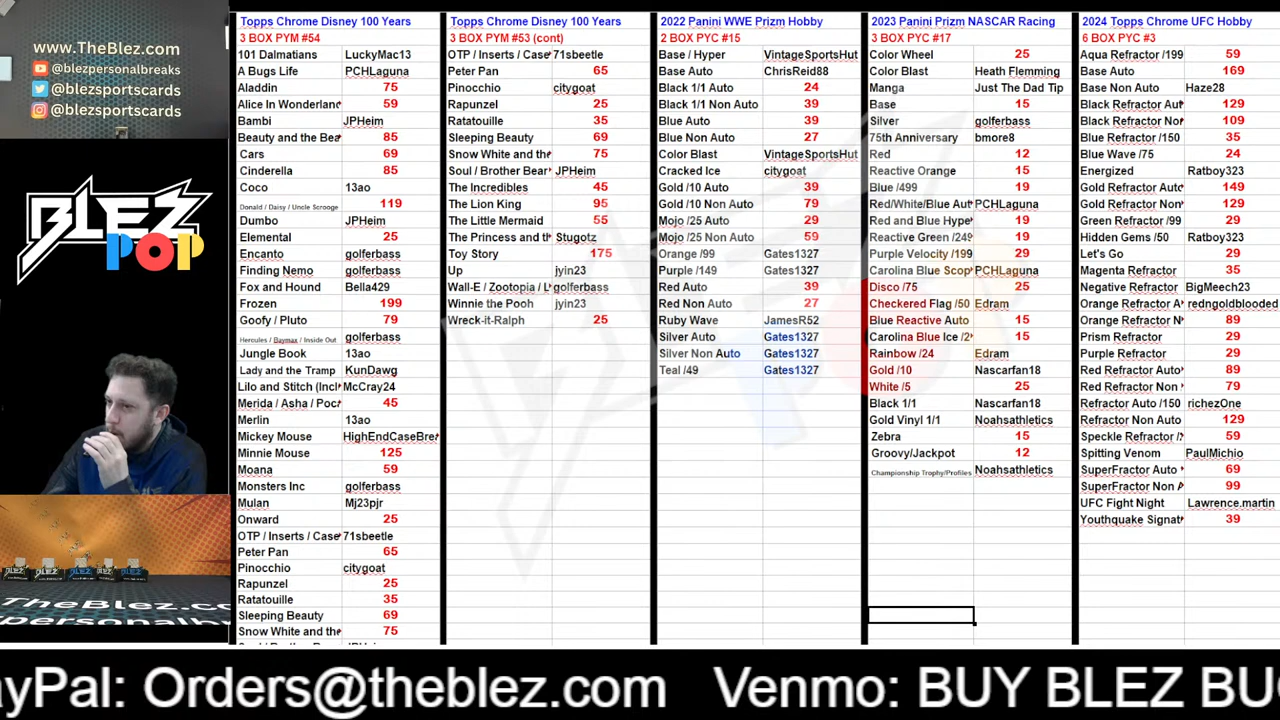 www.TheBlez.com
@blezpersonalbreaks
@blezsportscards
BLEZ
POP
TheBlez.co
personalbrea
Topps Chrome Disney 100 Years
3 BOX PYM #54
101 Dalmatians LuckyMac13
A Bugs Life PCHLaguna
Aladdin 75
Alice In Wonderlan 59
Bambi JPHeim
Beauty and the Bea 85
Cars 69
Cinderella 85
Coco 13ao
Donald / Daisy / Uncle Scrooge 119
Dumbo JPHeim
Elemental 25
Encanto golferbass
Finding Nemo golferbass
Fox and Hound Bella429
Frozen 199
Goofy / Pluto 79
Hercules / Baymax / Inside Out golferbass
Jungle Book 13ao
Lady and the Tramp KunDawg
Lilo and Stitch (Incl McCray24
Merida / Asha / Poc 45
Merlin 13ao
Mickey Mouse HighEndCaseBre
Minnie Mouse 125
Moana 59
Monsters Inc golferbass
Mulan Mj23pjr
Onward 25
OTP / Inserts / Case 71sbeetle
Peter Pan 65
Pinocchio citygoat
Rapunzel 25
Ratatouille 35
Sleeping Beauty 69
Snow White and the 75
Topps Chrome Disney 100 Years
3 BOX PYM #53 (cont)
OTP / Inserts / Case 71sbeetle
Peter Pan 65
Pinocchio citygoat
Rapunzel 25
Ratatouille 35
Sleeping Beauty 69
Snow White and the 75
Soul / Brother Bear JPHeim
The Incredibles 45
The Lion King 95
The Little Mermaid 55
The Princess and th Stugotz
Toy Story 175
Up jyin23
Wall-E / Zootopia / L golferbass
Winnie the Pooh jyin23
Wreck-it-Ralph 25
2022 Panini WWE Prizm Hobby
2 BOX PYC #15
Base / Hyper VintageSportsHut
Base Auto ChrisReid88
Black 1/1 Auto 24
Black 1/1 Non Auto 39
Blue Auto 39
Blue Non Auto 27
Color Blast VintageSportsHut
Cracked Ice citygoat
Gold /10 Auto 39
Gold /10 Non Auto 79
Mojo /25 Auto 29
Mojo /25 Non Auto 59
Orange /99 Gates1327
Purple /149 Gates1327
Red Auto 39
Red Non Auto 27
Ruby Wave JamesR52
Silver Auto Gates1327
Silver Non Auto Gates1327
Teal /49 Gates1327
2023 Panini Prizm NASCAR Racing
3 BOX PYC #17
Color Wheel 25
Color Blast Heath Flemming
Manga Just The Dad Tip
Base 15
Silver golferbass
75th Anniversary bmore8
Red 12
Reactive Orange 15
Blue /499 19
Red/White/Blue Aut PCHLaguna
Red and Blue Hype 19
Reactive Green /249 19
Purple Velocity /199 29
Carolina Blue Scop PCHLaguna
Disco /75 25
Checkered Flag /50 Edram
Blue Reactive Auto 15
Carolina Blue Ice /2 15
Rainbow /24 Edram
Gold /10 Nascarfan18
White /5 25
Black 1/1 Nascarfan18
Gold Vinyl 1/1 Noahsathletics
Zebra 15
Groovy/Jackpot 12
Championship Trophy/Profiles Noahsathletics
2024 Topps Chrome UFC Hobby
6 BOX PYC #3
Aqua Refractor /199 59
Base Auto 169
Base Non Auto Haze28
Black Refractor Aut 129
Black Refractor No 109
Blue Refractor /150 35
Blue Wave /75 24
Energized Ratboy323
Gold Refractor Aut 149
Gold Refractor Non 129
Green Refractor /99 29
Hidden Gems /50 Ratboy323
Let's Go 29
Magenta Refractor 35
Negative Refractor BigMeech23
Orange Refractor A redngoldblooded
Orange Refractor N 89
Prism Refractor 29
Purple Refractor 29
Red Refractor Auto 89
Red Refractor Non 79
Refractor Auto /150 richezOne
Refractor Non Auto 129
Speckle Refractor / 59
Spitting Venom PaulMichio
SuperFractor Auto 69
SuperFractor Non A 99
UFC Fight Night Lawrence.martin
Youthquake Signat 39
ayPal: Orders@theblez.com Venmo: BUY BLEZ BU